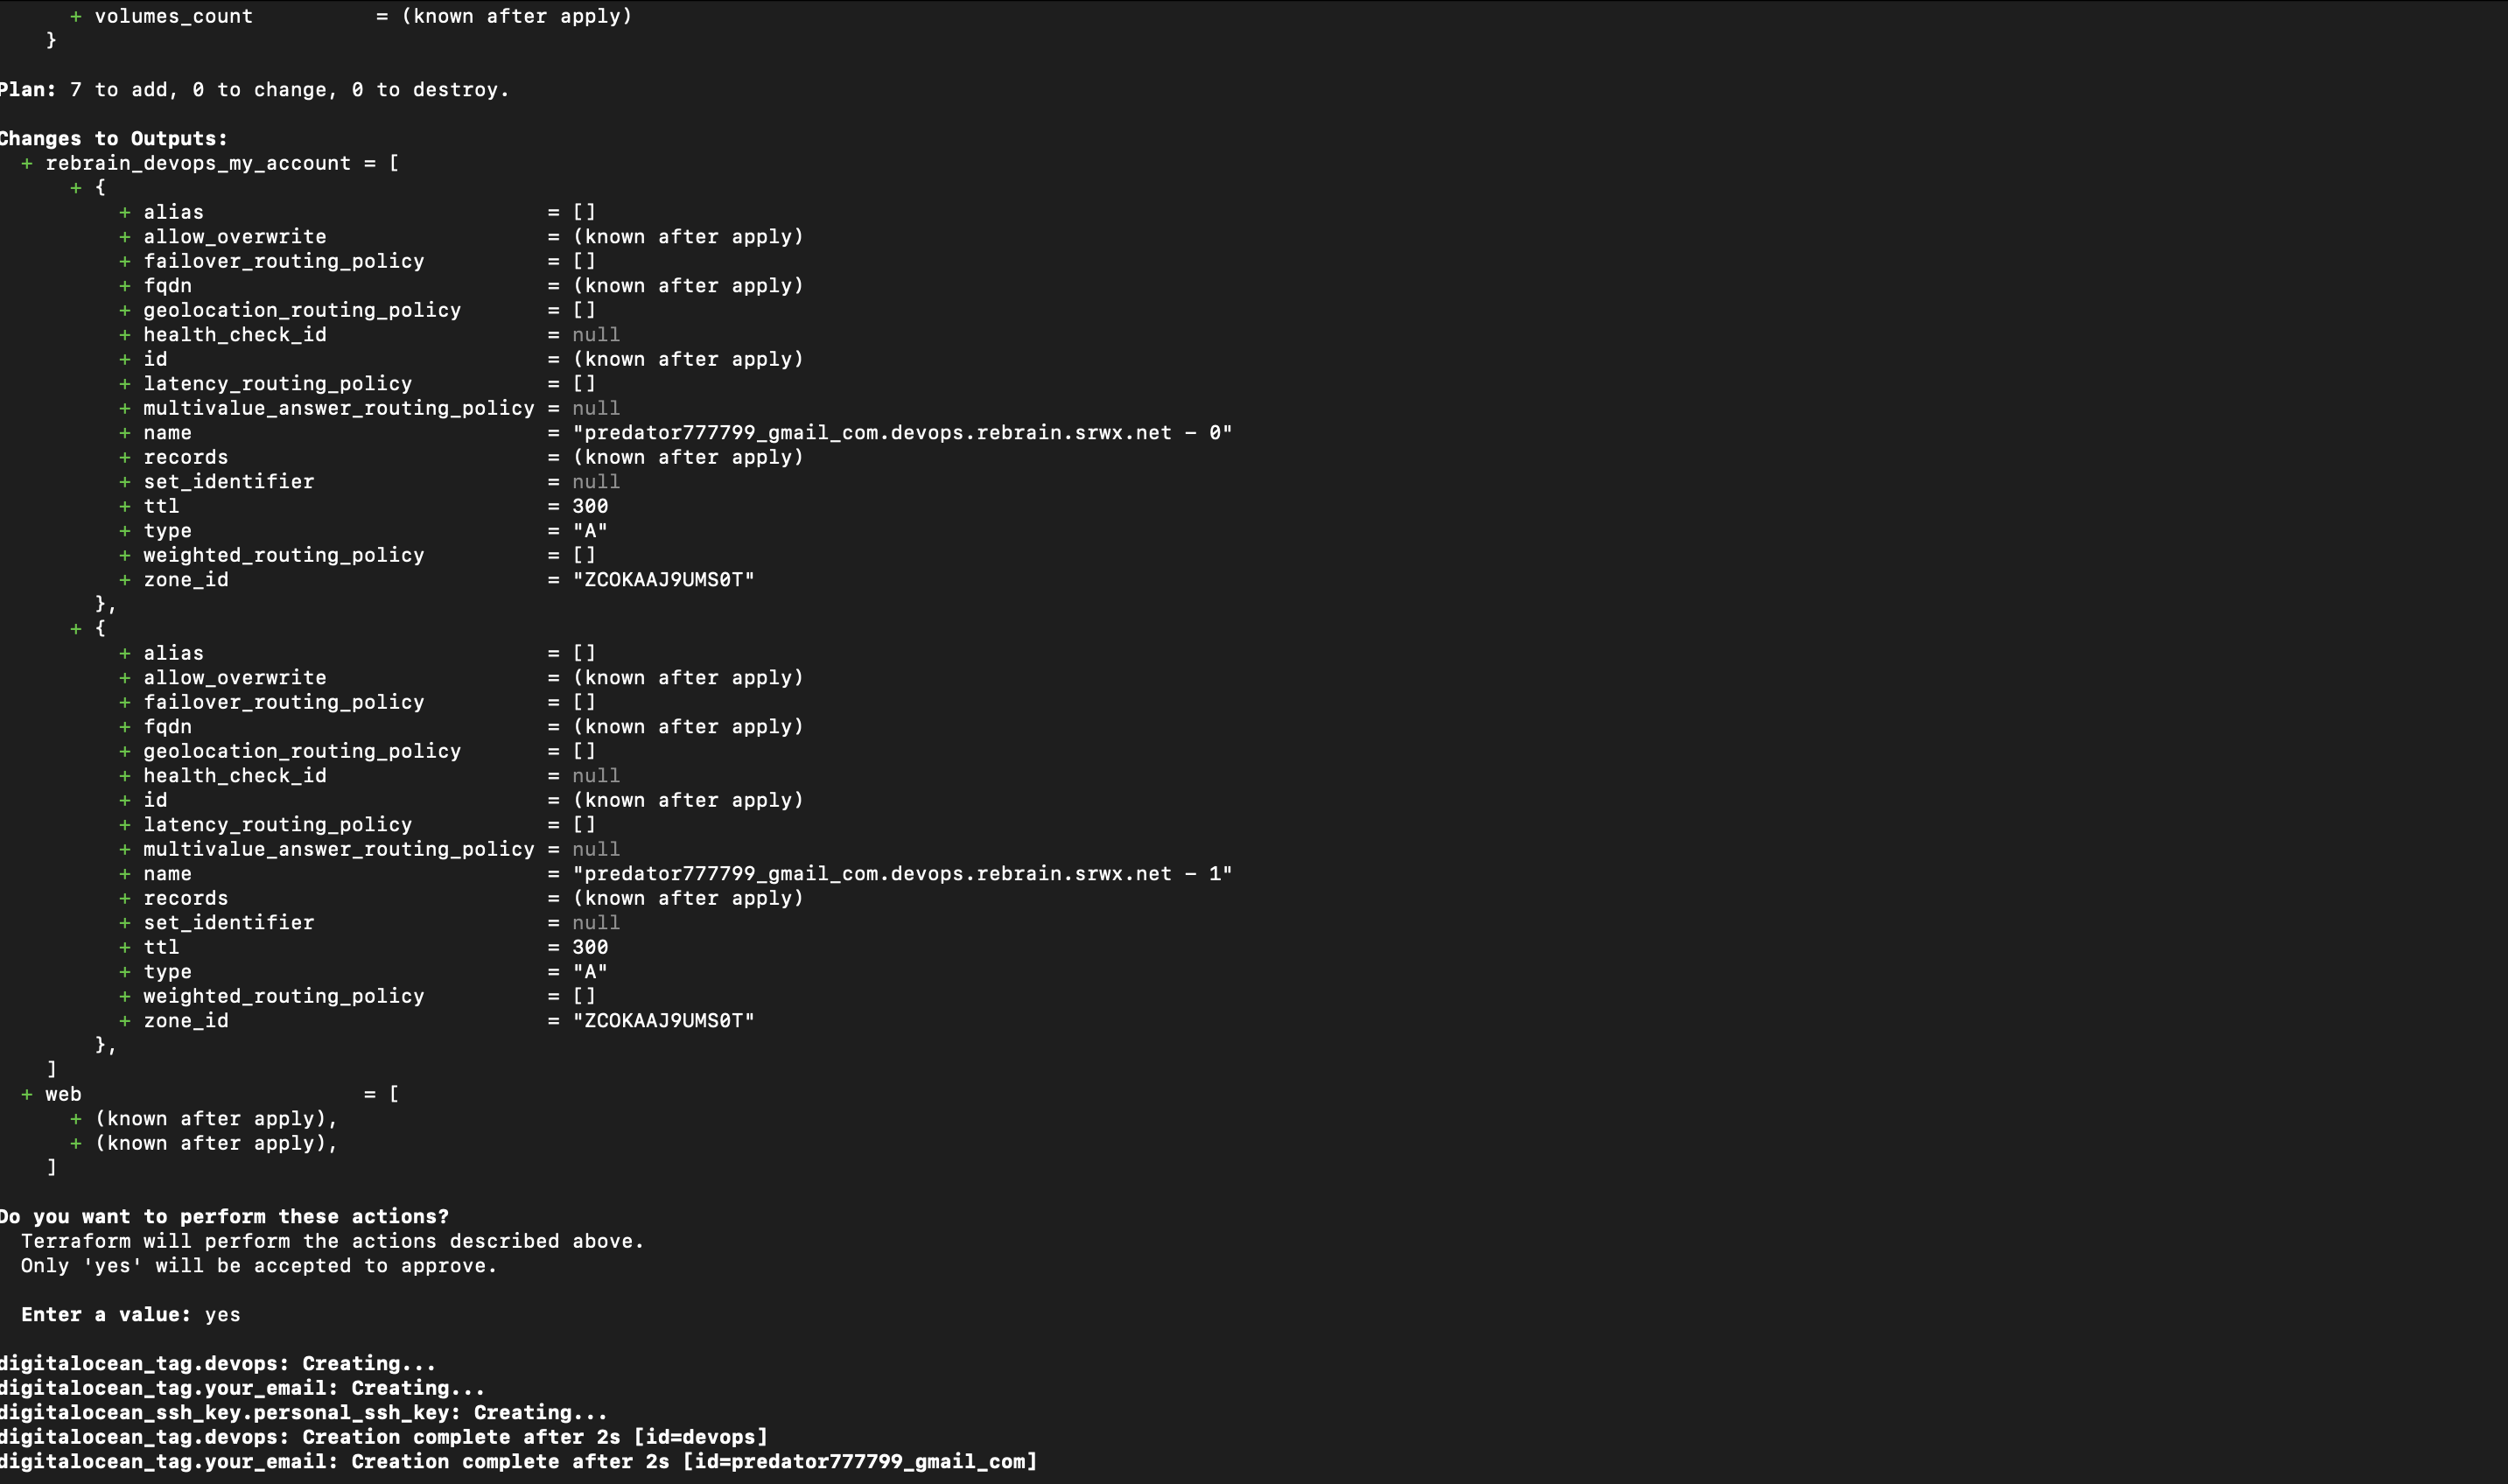 + volumes_count          = (known after apply)
}
Plan: 7 to add, 0 to change, 0 to destroy.
Changes to Outputs:
+ rebrain_devops_my_account = [
+ {
+ alias                            = []
+ allow_overwrite                  = (known after apply)
+ failover_routing_policy          = []
+ fqdn                             = (known after apply)
+ geolocation_routing_policy       = []
+ health_check_id                  = null
+ id                               = (known after apply)
+ latency_routing_policy           = []
+ multivalue_answer_routing_policy = null
+ name                             = "predator777799_gmail_com.devops.rebrain.srwx.net - 0"
+ records                          = (known after apply)
+ set_identifier                   = null
+ ttl                              = 300
+ type                             = "A"
+ weighted_routing_policy          = []
+ zone_id                          = "ZCOKAAJ9UMS0T"
},
+ {
+ alias                            = []
+ allow_overwrite                  = (known after apply)
+ failover_routing_policy          = []
+ fqdn                             = (known after apply)
+ geolocation_routing_policy       = []
+ health_check_id                  = null
+ id                               = (known after apply)
+ latency_routing_policy           = []
+ multivalue_answer_routing_policy = null
+ name                             = "predator777799_gmail_com.devops.rebrain.srwx.net - 1"
+ records                          = (known after apply)
+ set_identifier                   = null
+ ttl                              = 300
+ type                             = "A"
+ weighted_routing_policy          = []
+ zone_id                          = "ZCOKAAJ9UMS0T"
},
]
+ web                       = [
+ (known after apply),
+ (known after apply),
]
Do you want to perform these actions?
Terraform will perform the actions described above.
Only 'yes' will be accepted to approve.
Enter a value: yes
digitalocean_tag.devops: Creating...
digitalocean_tag.your_email: Creating...
digitalocean_ssh_key.personal_ssh_key: Creating...
digitalocean_tag.devops: Creation complete after 2s [id=devops]
digitalocean_tag.your_email: Creation complete after 2s [id=predator777799_gmail_com]